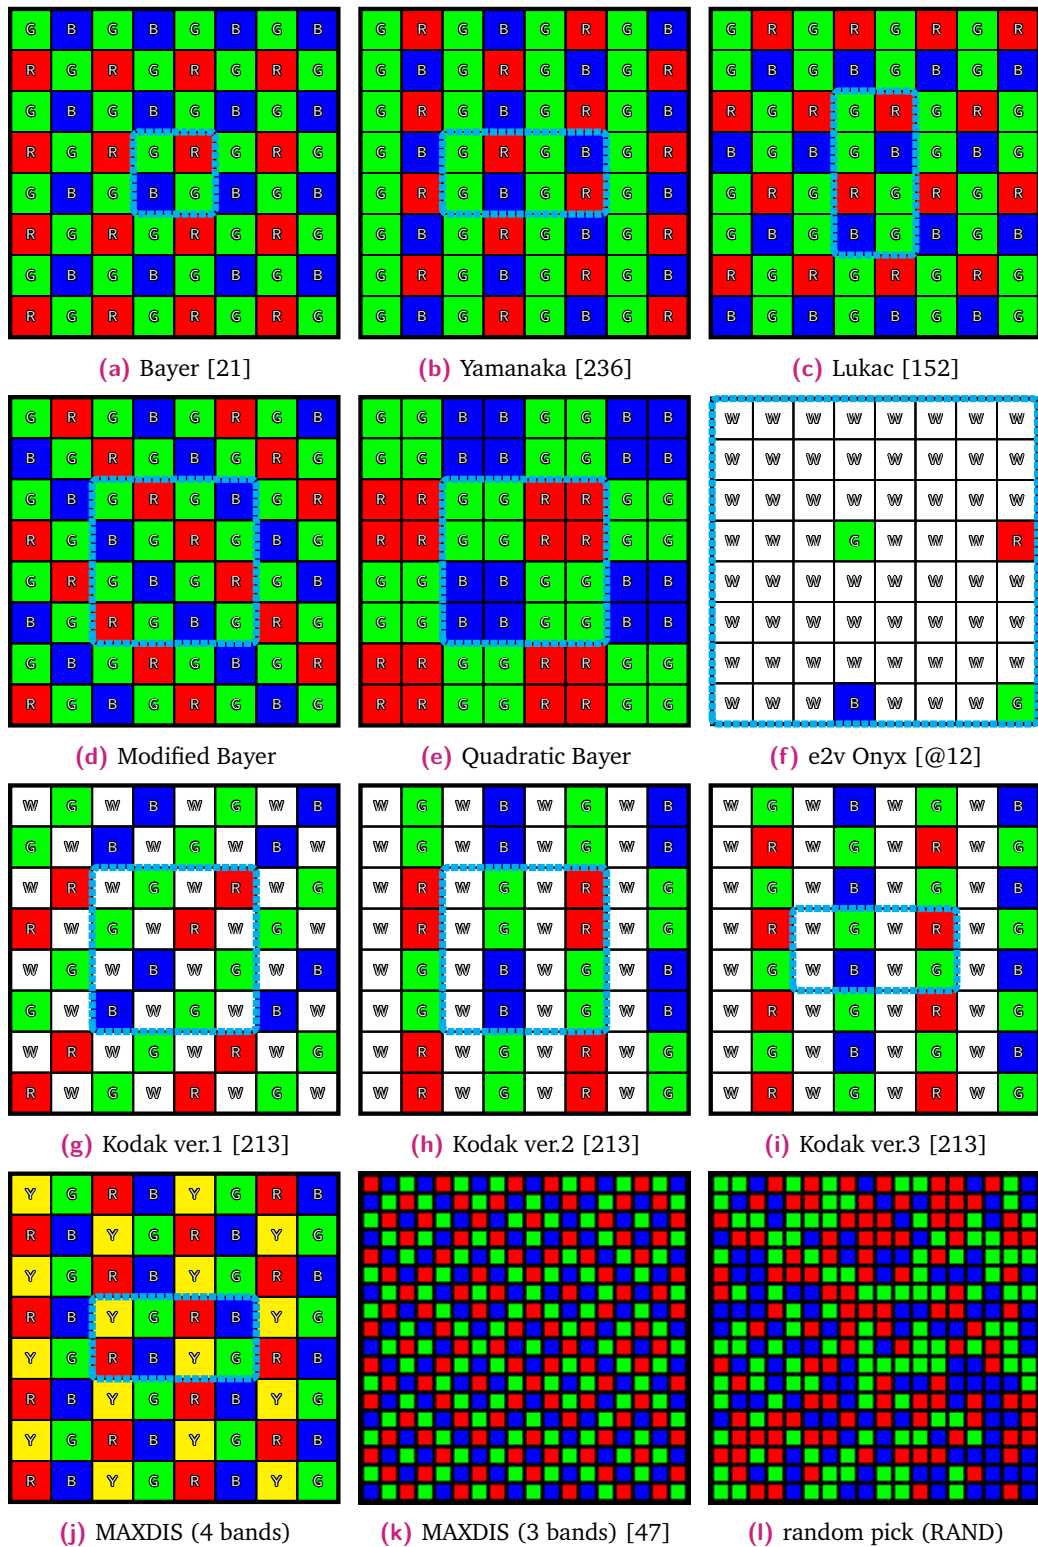 G B G B G B G B
R G R G R G R G
G B G B G B G B
R G R G R G R G
G B G B G B G B
R G R G R G R G
G B G B G B G B
R G R G R G R G
(a) Bayer [21]
G R G B G R G B
G B G R G B G R
G R G B G R G B
G B G R G B G R
G R G B G R G B
G B G R G B G R
G R G B G R G B
G B G R G B G R
(b) Yamanaka [236]
G R G R G R G R
G B G B G B G B
R G R G R G R G
B G B G B G B G
G R G R G R G R
G B G B G B G B
R G R G R G R G
B G B G B G B G
(c) Lukac [152]
G R G B G R G B
B G R G B G R G
G B G R G B G R
R G B G R G B G
G R G B G R G B
B G R G B G R G
G B G R G B G R
R G B G R G B G
(d) Modified Bayer
G G B B G G B B
G G B B G G B B
R R G G R R G G
R R G G R R G G
G G B B G G B B
G G B B G G B B
R R G G R R G G
R R G G R R G G
(e) Quadratic Bayer
W W W W W W W W
W W W W W W W W
W W W W W W W W
W W W G W W W R
W W W W W W W W
W W W W W W W W
W W W W W W W W
W W W B W W W G
(f) e2v Onyx [@12]
W G W B W G W B
G W B W G W B W
W R W G W R W G
R W G W R W G W
W G W B W G W B
G W B W G W B W
W R W G W R W G
R W G W R W G W
(g) Kodak ver.1 [213]
W G W B W G W B
W G W B W G W B
W R W G W R W G
W R W G W R W G
W G W B W G W B
W G W B W G W B
W R W G W R W G
W R W G W R W G
(h) Kodak ver.2 [213]
W G W B W G W B
W R W G W R W G
W G W B W G W B
W R W G W R W G
W G W B W G W B
W R W G W R W G
W G W B W G W B
W R W G W R W G
(i) Kodak ver.3 [213]
Y G R B Y G R B
R B Y G R B Y G
Y G R B Y G R B
R B Y G R B Y G
Y G R B Y G R B
R B Y G R B Y G
Y G R B Y G R B
R B Y G R B Y G
(j) MAXDIS (4 bands)
(k) MAXDIS (3 bands) [47]
(l) random pick (RAND)